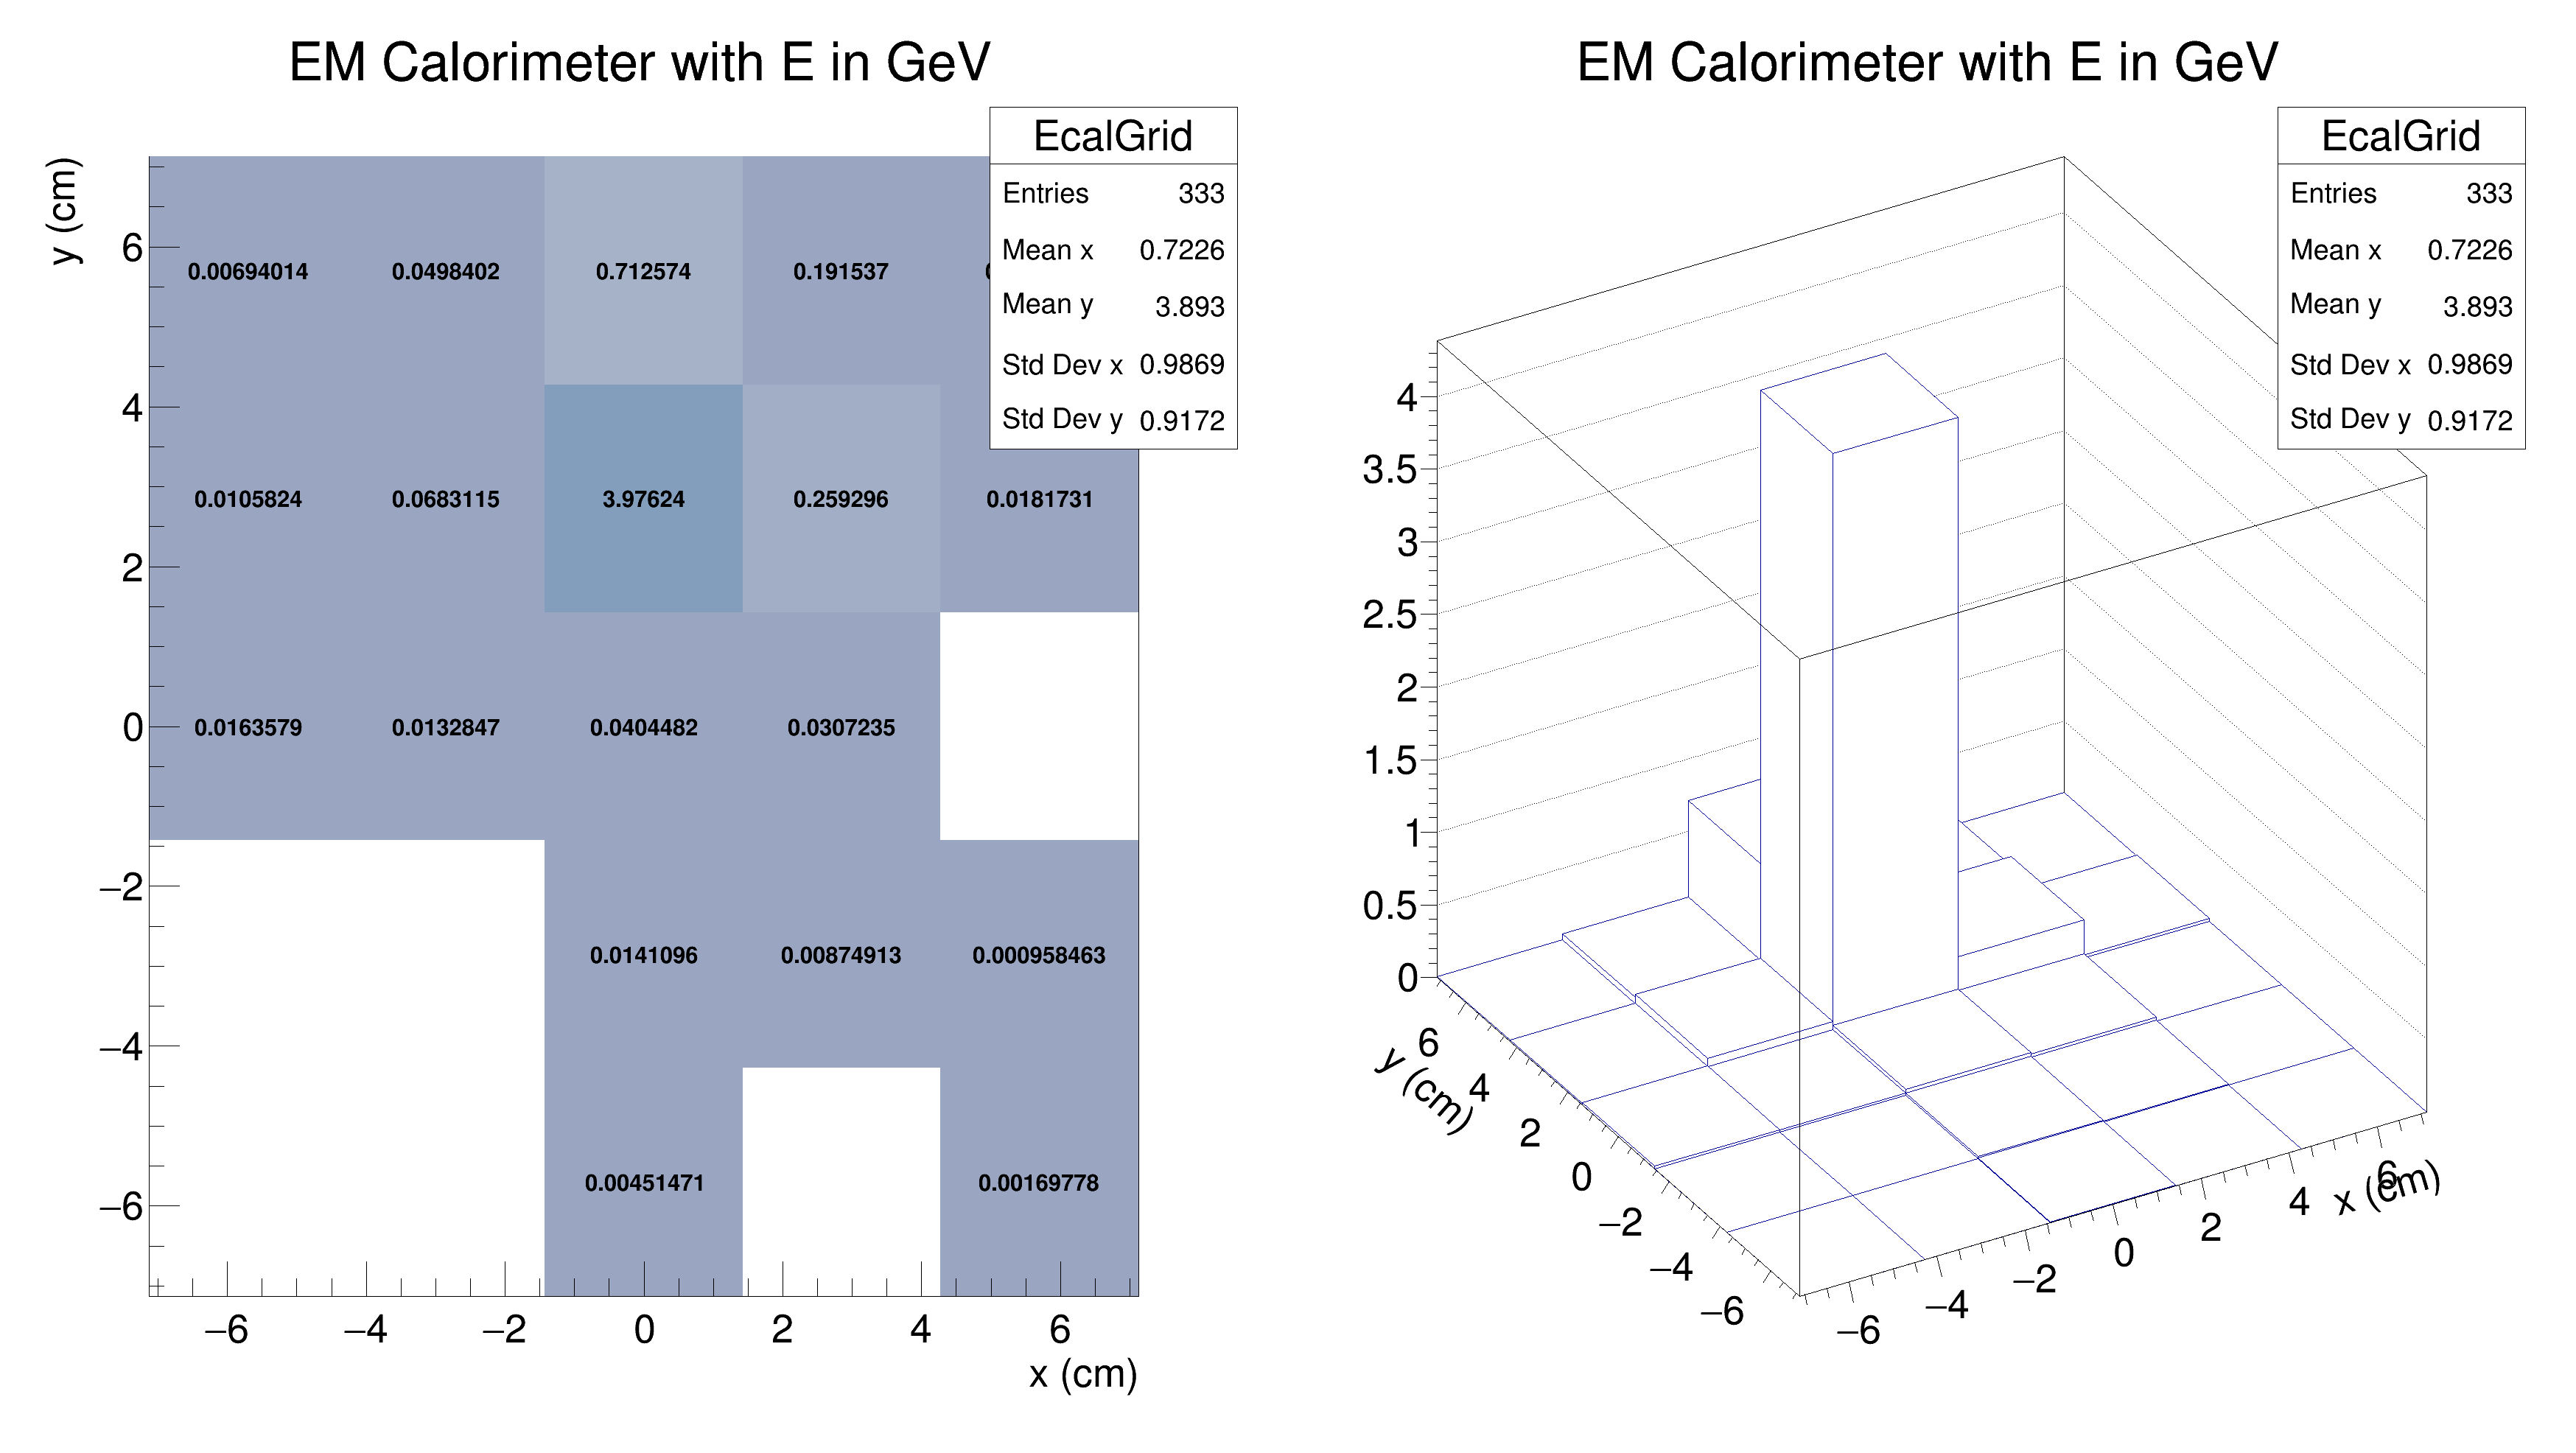 EM Calorimeter with E in GeV
EcalGrid
Entries 333
Mean x 0.7226
Mean y 3.893
Std Dev x 0.9869
Std Dev y 0.9172
y (cm)
6
4
2
0
−2
−4
−6
0.00694014 0.0498402 0.712574 0.191537
0.0105824 0.0683115 3.97624 0.259296 0.0181731
0.0163579 0.0132847 0.0404482 0.0307235
0.0141096 0.00874913 0.000958463
0.00451471 0.00169778
−6 −4 −2 0 2 4 6
x (cm)
EM Calorimeter with E in GeV
EcalGrid
Entries 333
Mean x 0.7226
Mean y 3.893
Std Dev x 0.9869
Std Dev y 0.9172
4
3.5
3
2.5
2
1.5
1
0.5
0
6
4
2
0
−2
−4
−6
y (cm)
−6
−4
−2
0
2
4
6
x (cm)